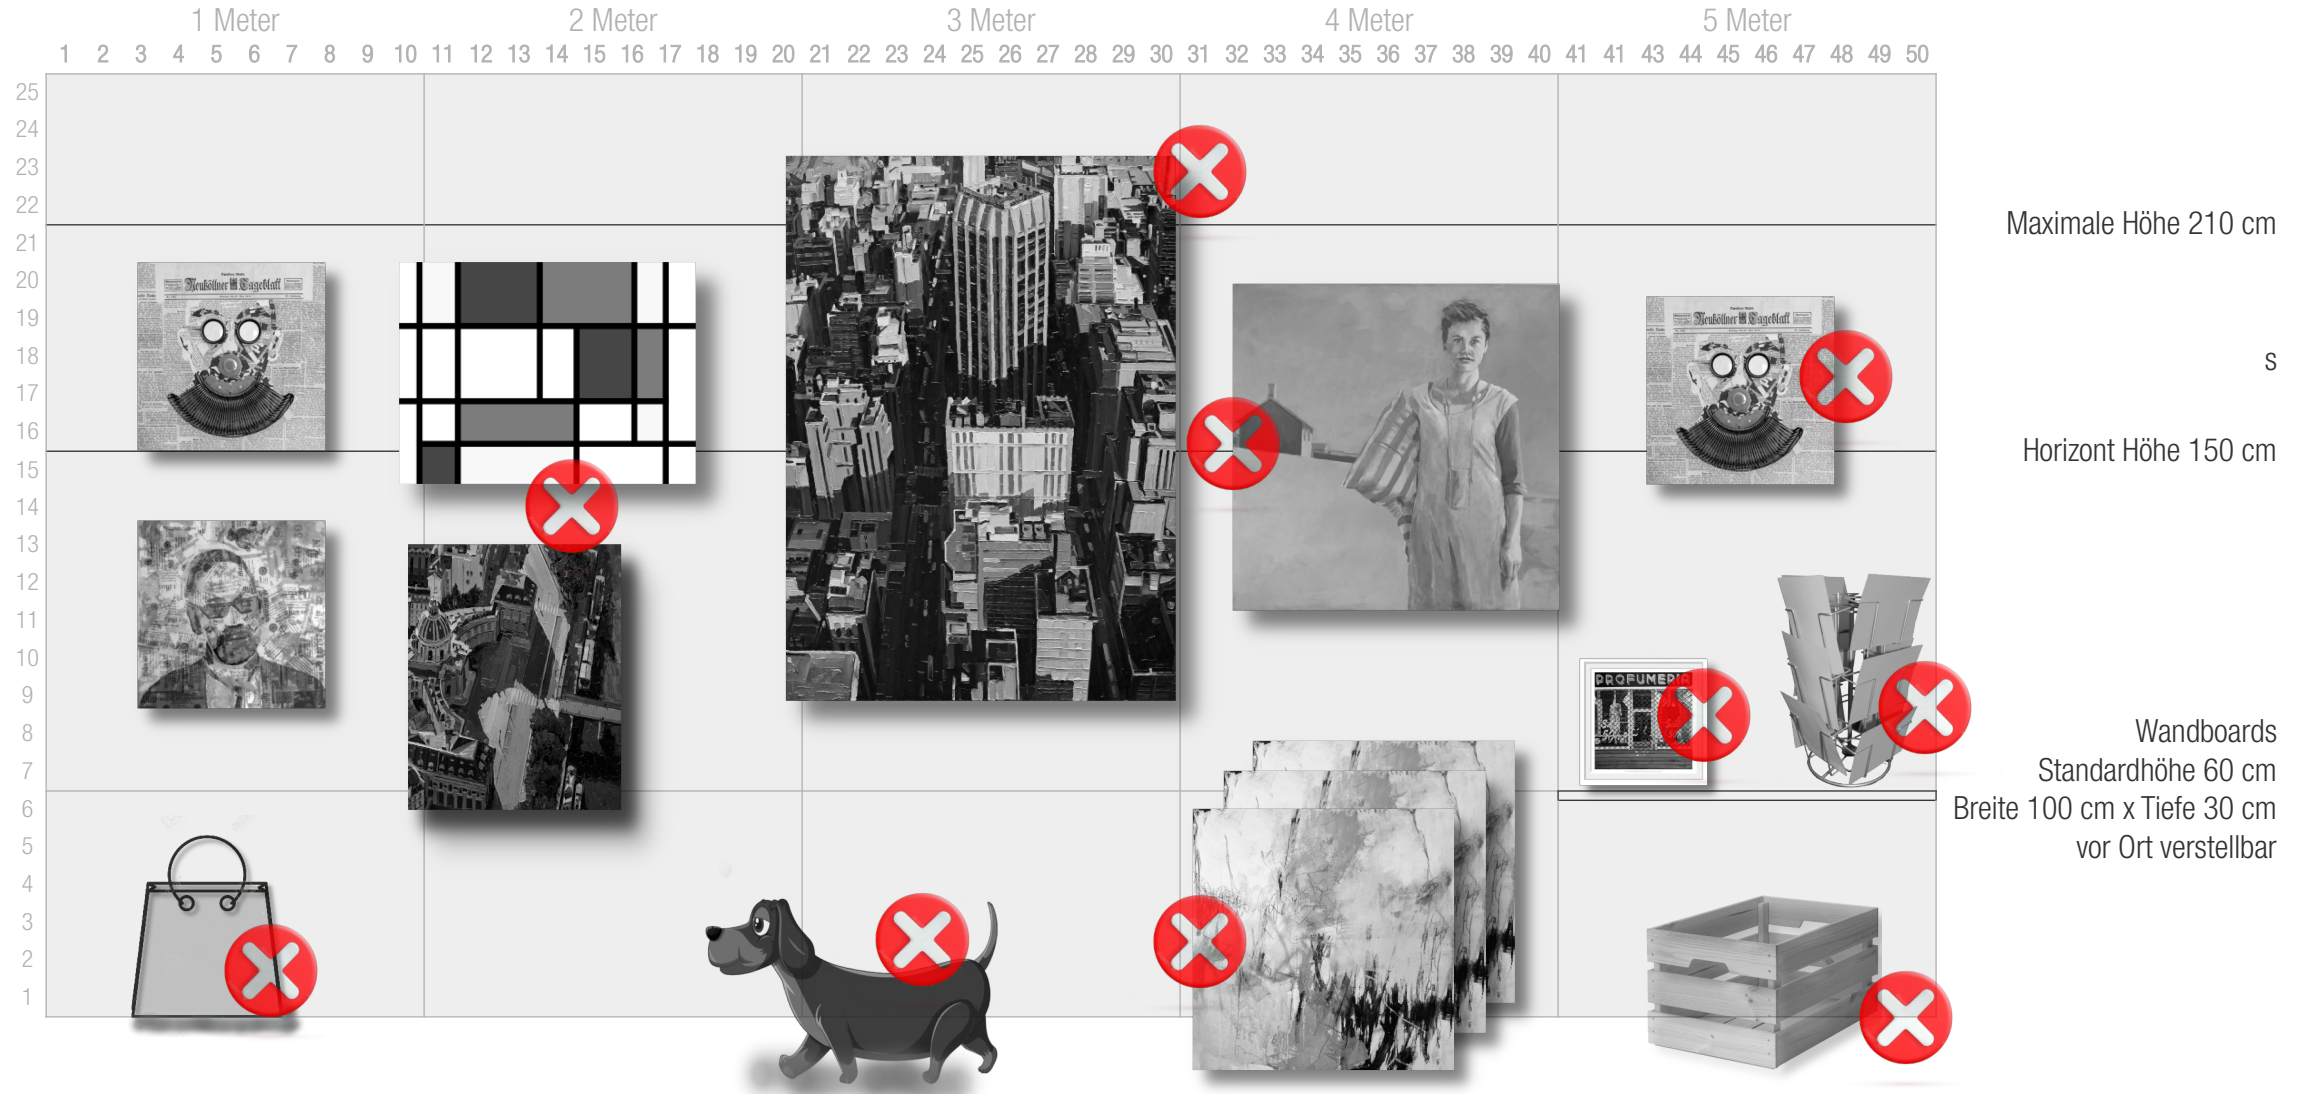 1 Meter 2 Meter 3 Meter 4 Meter 5 Meter
1 2 3 4 5 6 7 8 9 10 11 12 13 14 15 16 17 18 19 20 21 22 23 24 25 26 27 28 29 30 31 32 33 34 35 36 37 38 39 40 41 41 43 44 45 46 47 48 49 50
25
24
23
22
Maximale Höhe 210 cm
21
20
Neuköllner Tageblatt
Neuköllner Tageblatt
19
18
s
17
16
Horizont Höhe 150 cm
15
14
13
12
11
10
PROFUMERIA
9
8
Wandboards
7
Standardhöhe 60 cm
6
Breite 100 cm x Tiefe 30 cm
5
vor Ort verstellbar
4
3
2
1